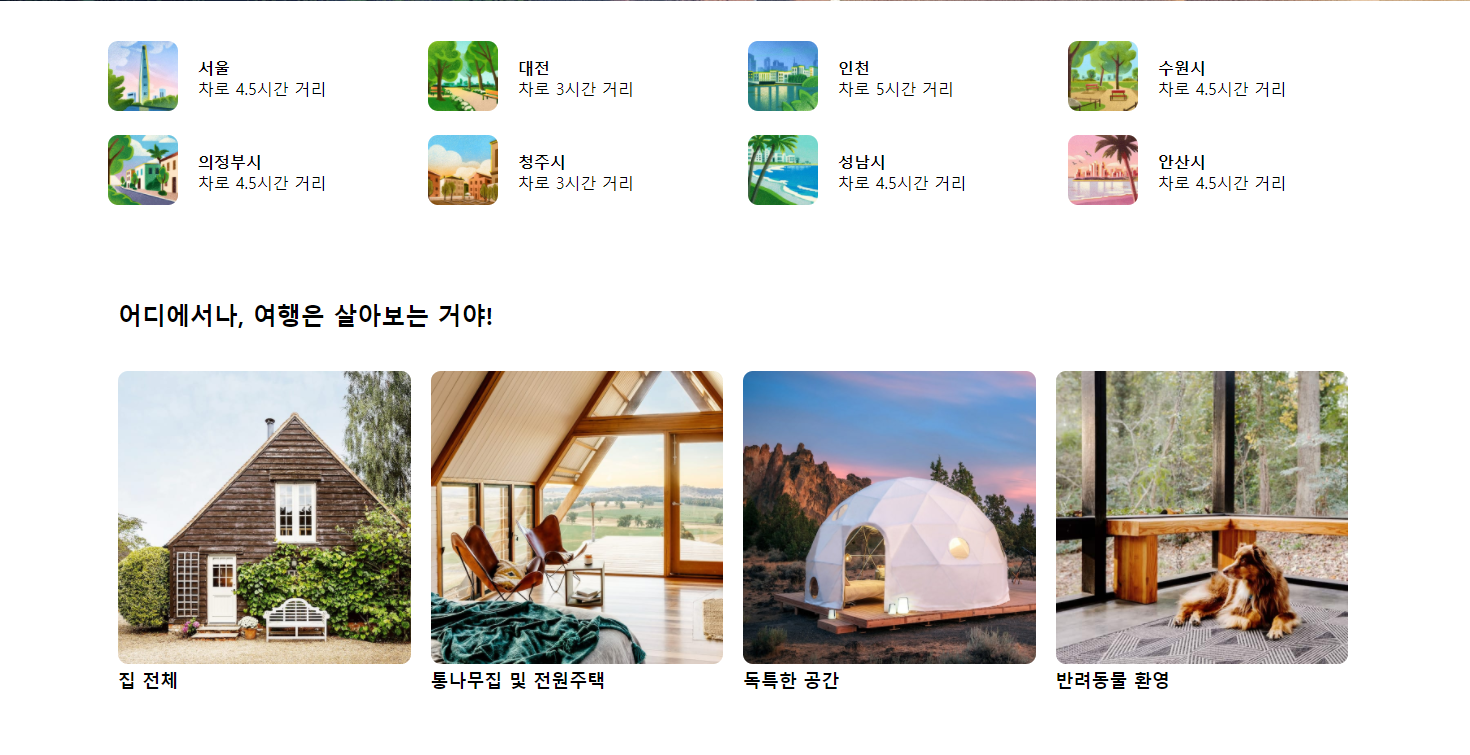 서울
차로 4.5시간 거리
대전
차로 3시간 거리
인천
차로 5시간 거리
수원시
차로 4.5시간 거리
의정부시
차로 4.5시간 거리
청주시
차로 3시간 거리
성남시
차로 4.5시간 거리
안산시
차로 4.5시간 거리
어디에서나, 여행은 살아보는 거야!
집 전체
통나무집 및 전원주택
독특한 공간
반려동물 환영